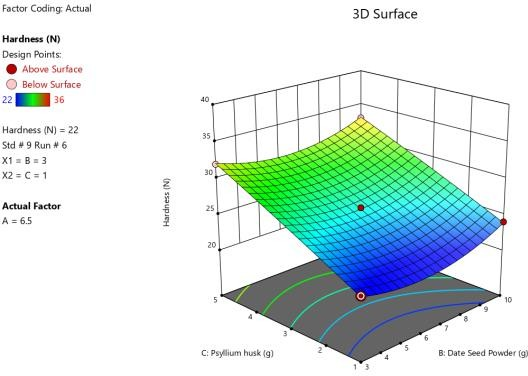 Factor Coding: Actual
3D Surface
Hardness (N)
Design Points:
Above Surface
Below Surface
22 36
Hardness (N) = 22
Std # 9 Run # 6
X1 = B = 3
X2 = C = 1
Actual Factor
A = 6.5
40
35
30
25
20
Hardness (N)
5
4
3
2
1
3
4
5
6
7
8
9
10
C: Psyllium husk (g)
B: Date Seed Powder (g)